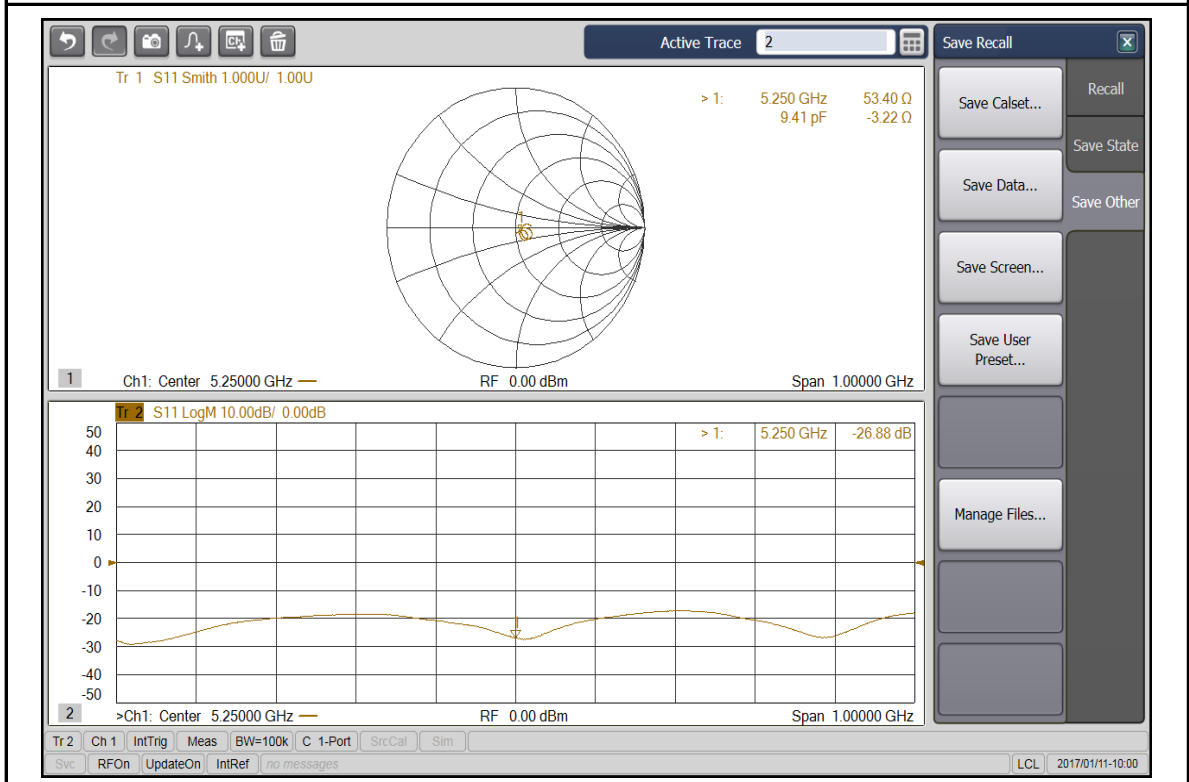 Active Trace 2
Save Recall
Recall
Save State
Save Other
Save Calset...
Save Data...
Save Screen...
Save User
Preset...
Manage Files...
Tr 1 S11 Smith 1.000U/ 1.00U
> 1: 5.250 GHz 53.40 Ω
9.41 pF -3.22 Ω
1
1 Ch1: Center 5.25000 GHz — RF 0.00 dBm Span 1.00000 GHz
Tr 2 S11 LogM 10.00dB/ 0.00dB
> 1: 5.250 GHz -26.88 dB
50
40
30
20
10
0
-10
-20
-30
-40
-50
2 >Ch1: Center 5.25000 GHz — RF 0.00 dBm Span 1.00000 GHz
Tr 2 Ch 1 IntTrig Meas BW=100k C 1-Port SrcCal Sim
Svc RFOn UpdateOn IntRef no messages LCL 2017/01/11-10:00